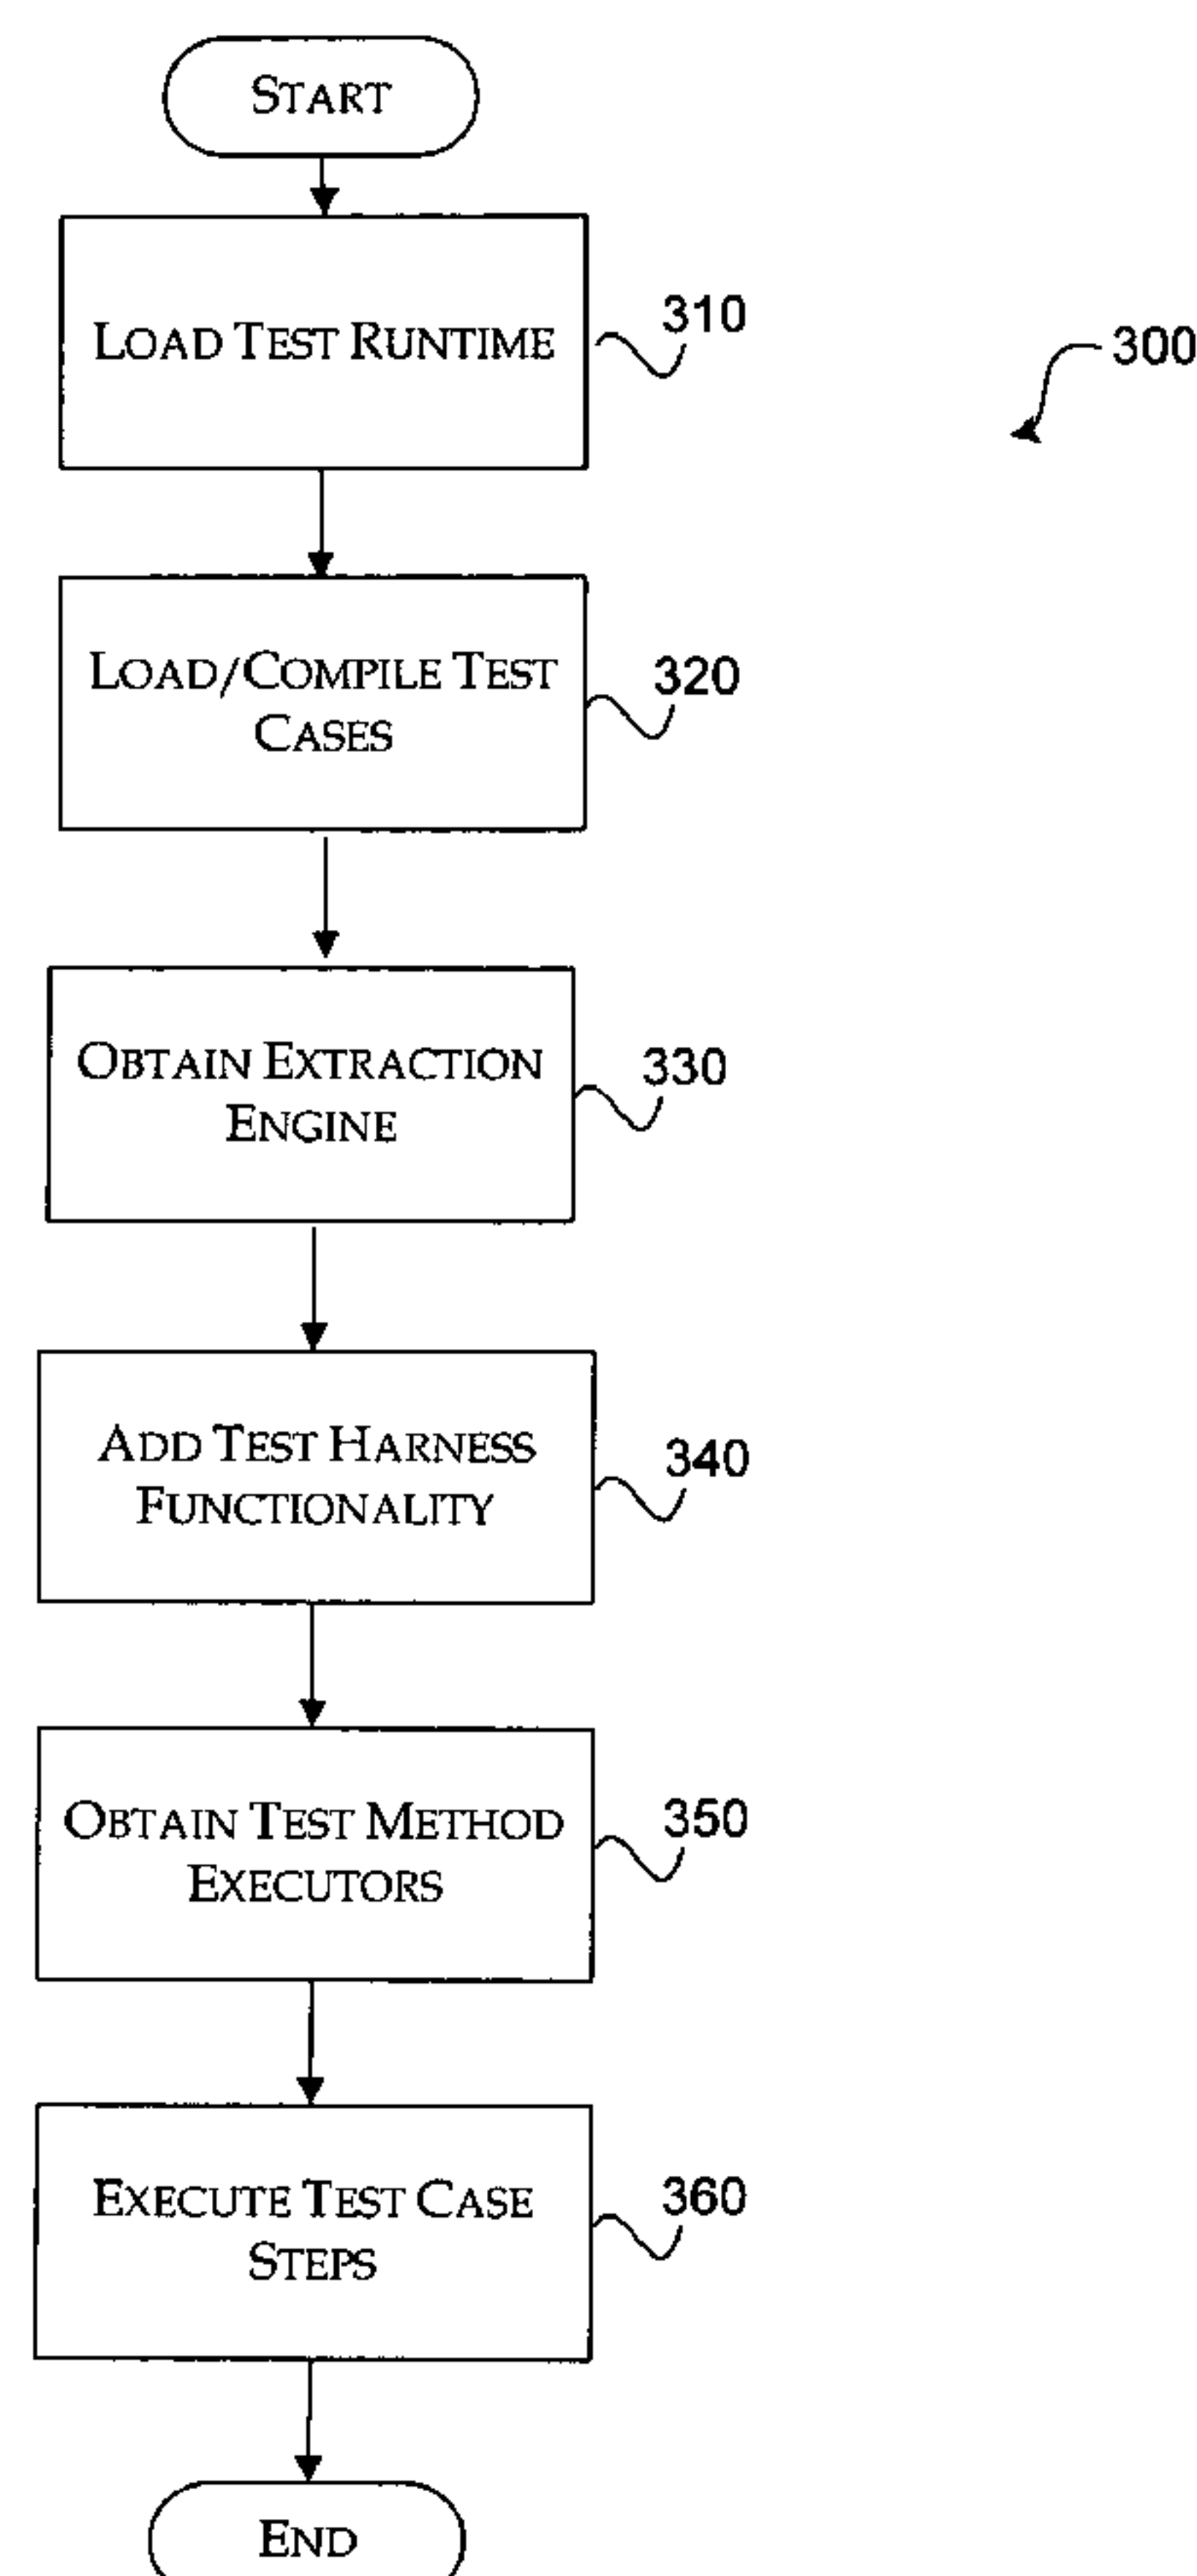 START
LOAD TEST RUNTIME
310
300
LOAD/COMPILE TEST
CASES
320
OBTAIN EXTRACTION
ENGINE
330
ADD TEST HARNESS
FUNCTIONALITY
340
OBTAIN TEST METHOD
EXECUTORS
350
EXECUTE TEST CASE
STEPS
360
END